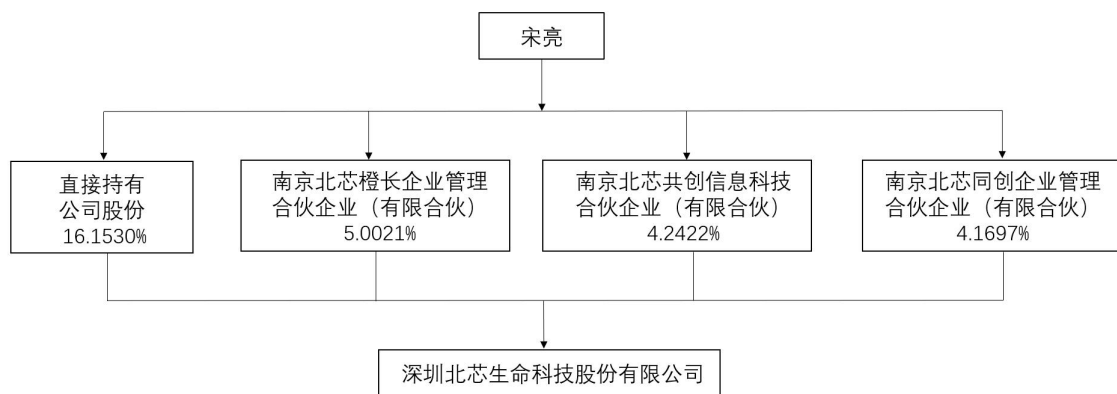 宋亮
直接持有
公司股份
16.1530%
南京北芯橙长企业管理
合伙企业（有限合伙）
5.0021%
南京北芯共创信息科技
合伙企业（有限合伙）
4.2422%
南京北芯同创企业管理
合伙企业（有限合伙）
4.1697%
深圳北芯生命科技股份有限公司